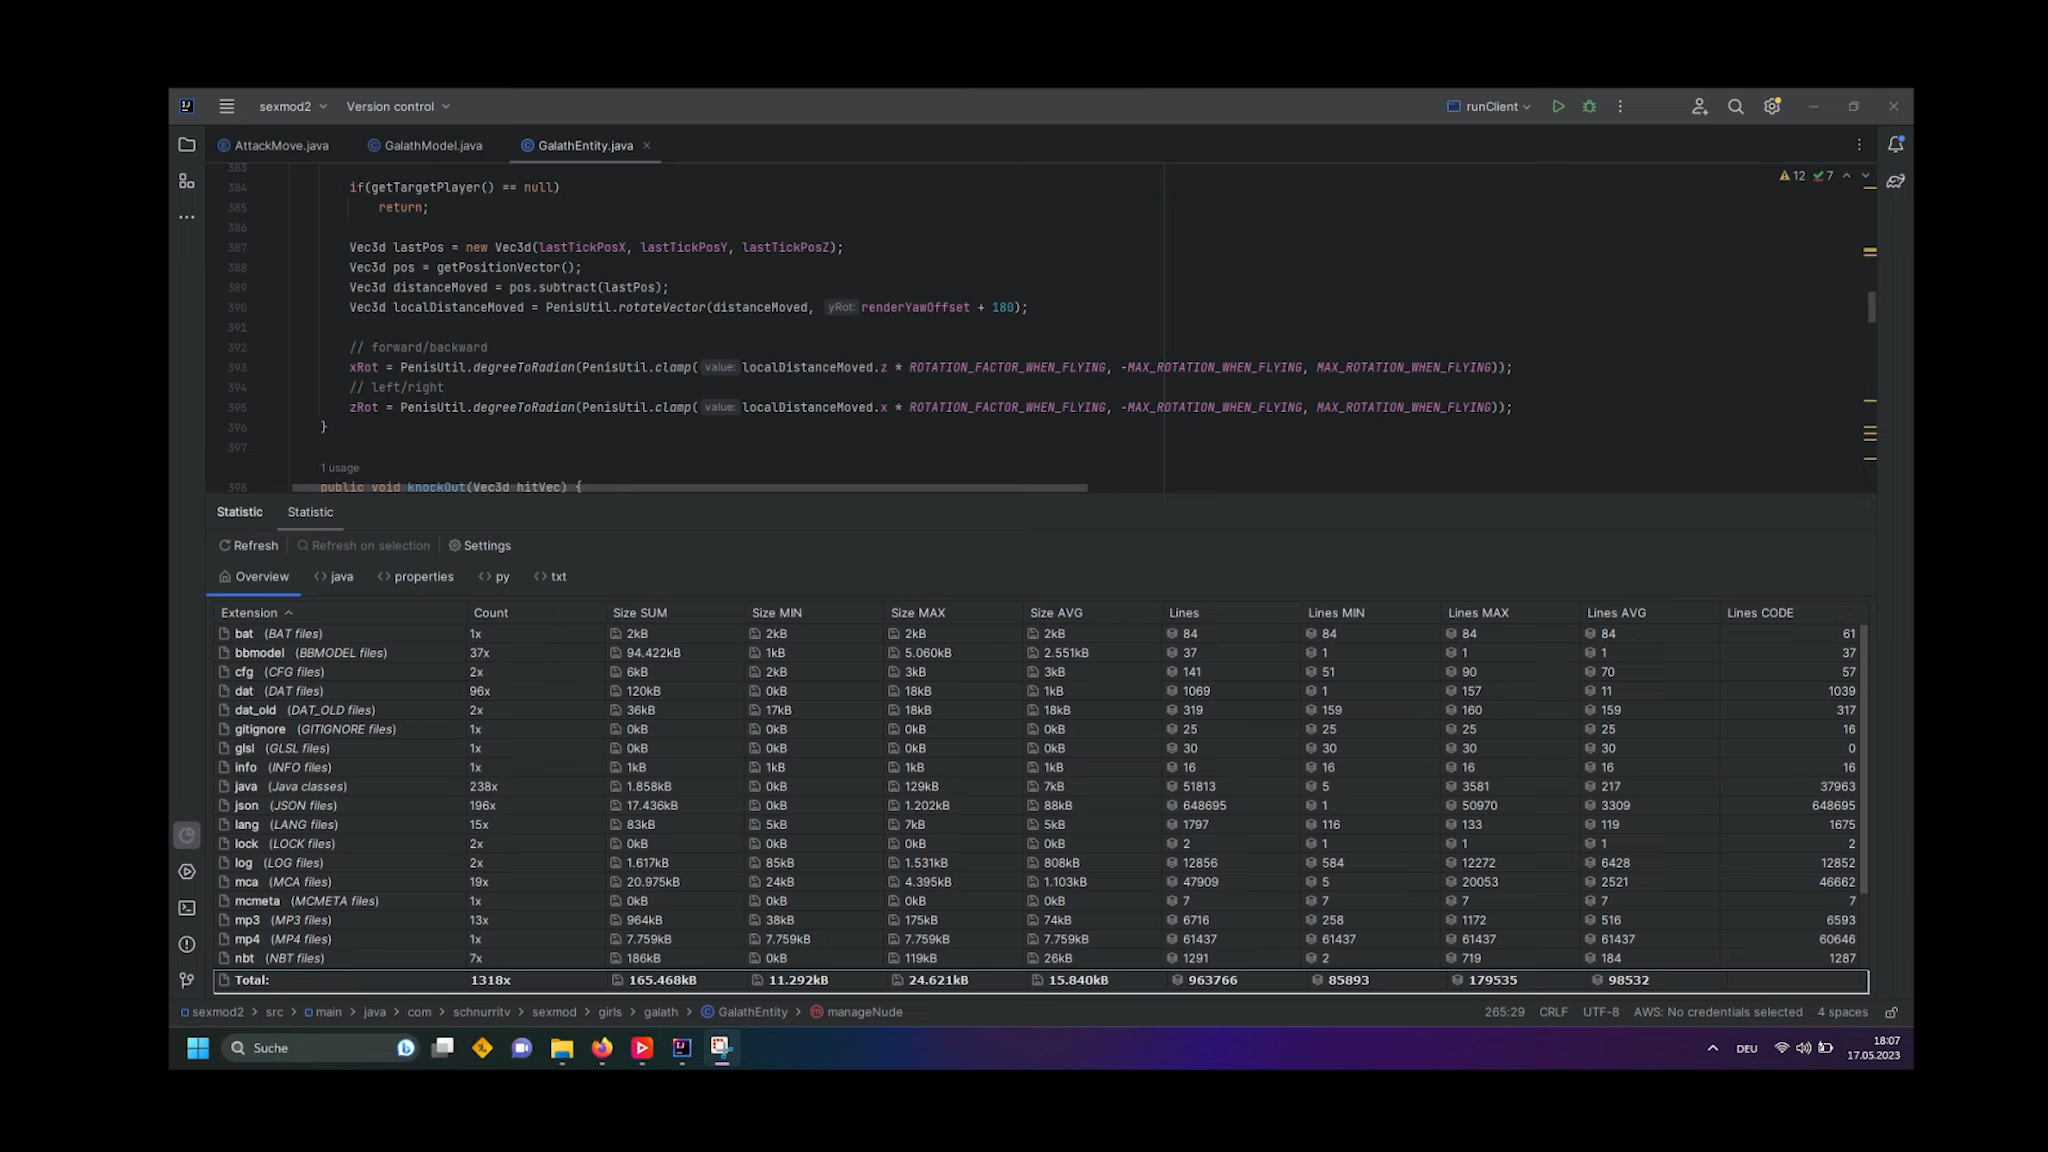 sexmod2 Version control runClient
AttackMove.java GalathModel.java GalathEntity.java
383
384 if(getTargetPlayer() == null) 12 7
385 return;
386
387 Vec3d lastPos = new Vec3d(lastTickPosX, lastTickPosY, lastTickPosZ);
388 Vec3d pos = getPositionVector();
389 Vec3d distanceMoved = pos.subtract(lastPos);
390 Vec3d localDistanceMoved = PenisUtil.rotateVector(distanceMoved, yRot: renderYawOffset + 180);
391
392 // forward/backward
393 xRot = PenisUtil.degreeToRadian(PenisUtil.clamp( value: localDistanceMoved.z * ROTATION_FACTOR_WHEN_FLYING, -MAX_ROTATION_WHEN_FLYING, MAX_ROTATION_WHEN_FLYING));
394 // left/right
395 zRot = PenisUtil.degreeToRadian(PenisUtil.clamp( value: localDistanceMoved.x * ROTATION_FACTOR_WHEN_FLYING, -MAX_ROTATION_WHEN_FLYING, MAX_ROTATION_WHEN_FLYING));
396 }
397
1 usage
398 public void knockOut(Vec3d hitVec) {
Statistic Statistic
Refresh Refresh on selection Settings
Overview java properties py txt
Extension Count Size SUM Size MIN Size MAX Size AVG Lines Lines MIN Lines MAX Lines AVG Lines CODE
bat (BAT files) 1x 2kB 2kB 2kB 2kB 84 84 84 84 61
bbmodel (BBMODEL files) 37x 94.422kB 1kB 5.060kB 2.551kB 37 1 1 1 37
cfg (CFG files) 2x 6kB 2kB 3kB 3kB 141 51 90 70 57
dat (DAT files) 96x 120kB 0kB 18kB 1kB 1069 1 157 11 1039
dat_old (DAT_OLD files) 2x 36kB 17kB 18kB 18kB 319 159 160 159 317
gitignore (GITIGNORE files) 1x 0kB 0kB 0kB 0kB 25 25 25 25 16
glsl (GLSL files) 1x 0kB 0kB 0kB 0kB 30 30 30 30 0
info (INFO files) 1x 1kB 1kB 1kB 1kB 16 16 16 16 16
java (Java classes) 238x 1.858kB 0kB 129kB 7kB 51813 5 3581 217 37963
json (JSON files) 196x 17.436kB 0kB 1.202kB 88kB 648695 1 50970 3309 648695
lang (LANG files) 15x 83kB 5kB 7kB 5kB 1797 116 133 119 1675
lock (LOCK files) 2x 0kB 0kB 0kB 0kB 2 1 1 1 2
log (LOG files) 2x 1.617kB 85kB 1.531kB 808kB 12856 584 12272 6428 12852
mca (MCA files) 19x 20.975kB 24kB 4.395kB 1.103kB 47909 5 20053 2521 46662
mcmeta (MCMETA files) 1x 0kB 0kB 0kB 0kB 7 7 7 7 7
mp3 (MP3 files) 13x 964kB 38kB 175kB 74kB 6716 258 1172 516 6593
mp4 (MP4 files) 1x 7.759kB 7.759kB 7.759kB 7.759kB 61437 61437 61437 61437 60646
nbt (NBT files) 7x 186kB 0kB 119kB 26kB 1291 2 719 184 1287
Total: 1318x 165.468kB 11.292kB 24.621kB 15.840kB 963766 85893 179535 98532
sexmod2 > src > main > java > com > schnurritv > sexmod > girls > galath > GalathEntity > manageNude 265:29 CRLF UTF-8 AWS: No credentials selected 4 spaces
Suche DEU 18:07
17.05.2023